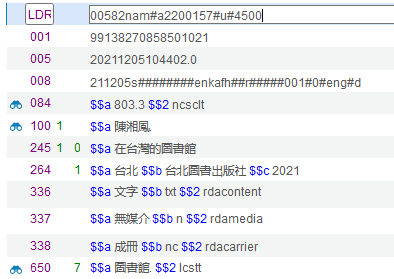 LDR 00582nam#a2200157#u#4500
001 99138270858501021
005 20211205104402.0
008 211205s########enkafh##r#####001#0#eng#d
084 $$a 803.3 $$2 ncsclt
100 1 $$a 陳湘鳳,
245 1 0 $$a 在台灣的圖書館
264 1 $$a 台北 $$b 台北圖書出版社 $$c 2021
336 $$a 文字 $$b txt $$2 rdacontent
337 $$a 無媒介 $$b n $$2 rdamedia
338 $$a 成冊 $$b nc $$2 rdacarrier
650 7 $$a 圖書館. $$2 lcstt